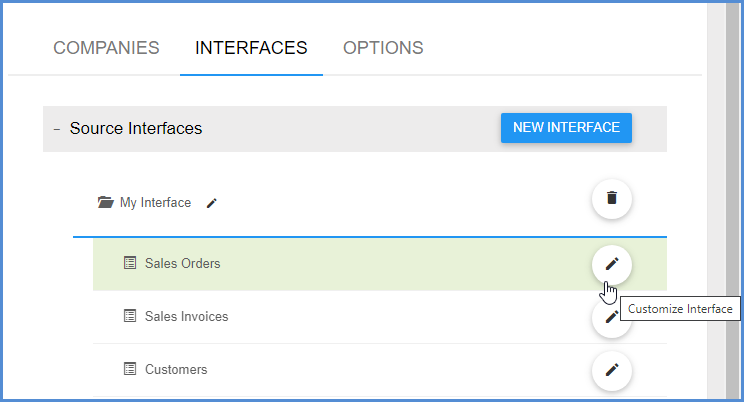 COMPANIES INTERFACES OPTIONS
– Source Interfaces NEW INTERFACE
My Interface
Sales Orders
Customize Interface
Sales Invoices
Customers